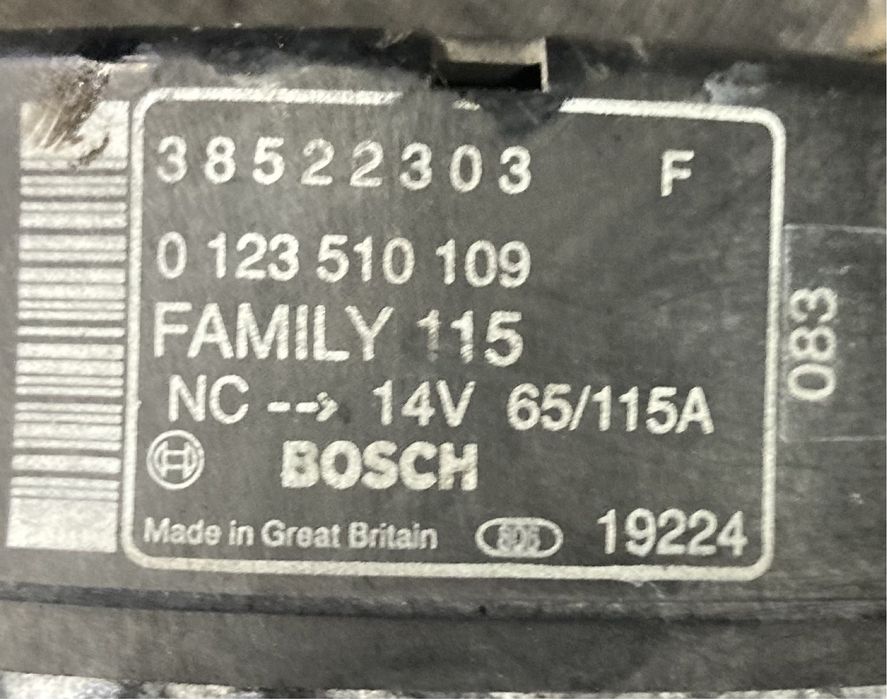 38522303 F
0 123 510 109
FAMILY 115
NC --> 14V 65/115A
BOSCH
Made in Great Britain 19224
083